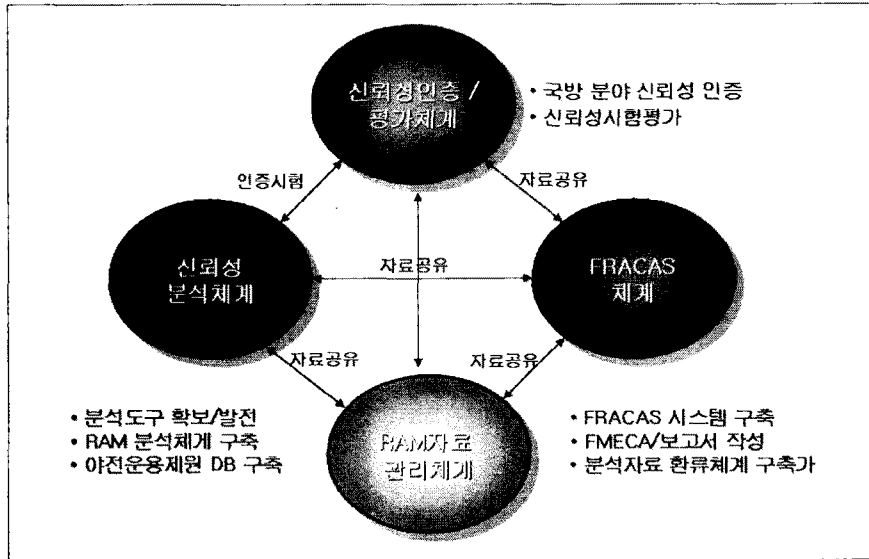 신뢰성인증 /
평가체계
• 국방 분야 신뢰성 인증
• 신뢰성시험평가
인증시험
자료공유
신뢰성
분석체계
자료공유
FRACAS
체계
자료공유
자료공유
• 분석도구 확보/발전
• RAM 분석체계 구축
• 야전운용제원 DB 구축
RAM자료
관리체계
• FRACAS 시스템 구축
• FMECA/보고서 작성
• 분석자료 환류체계 구축가